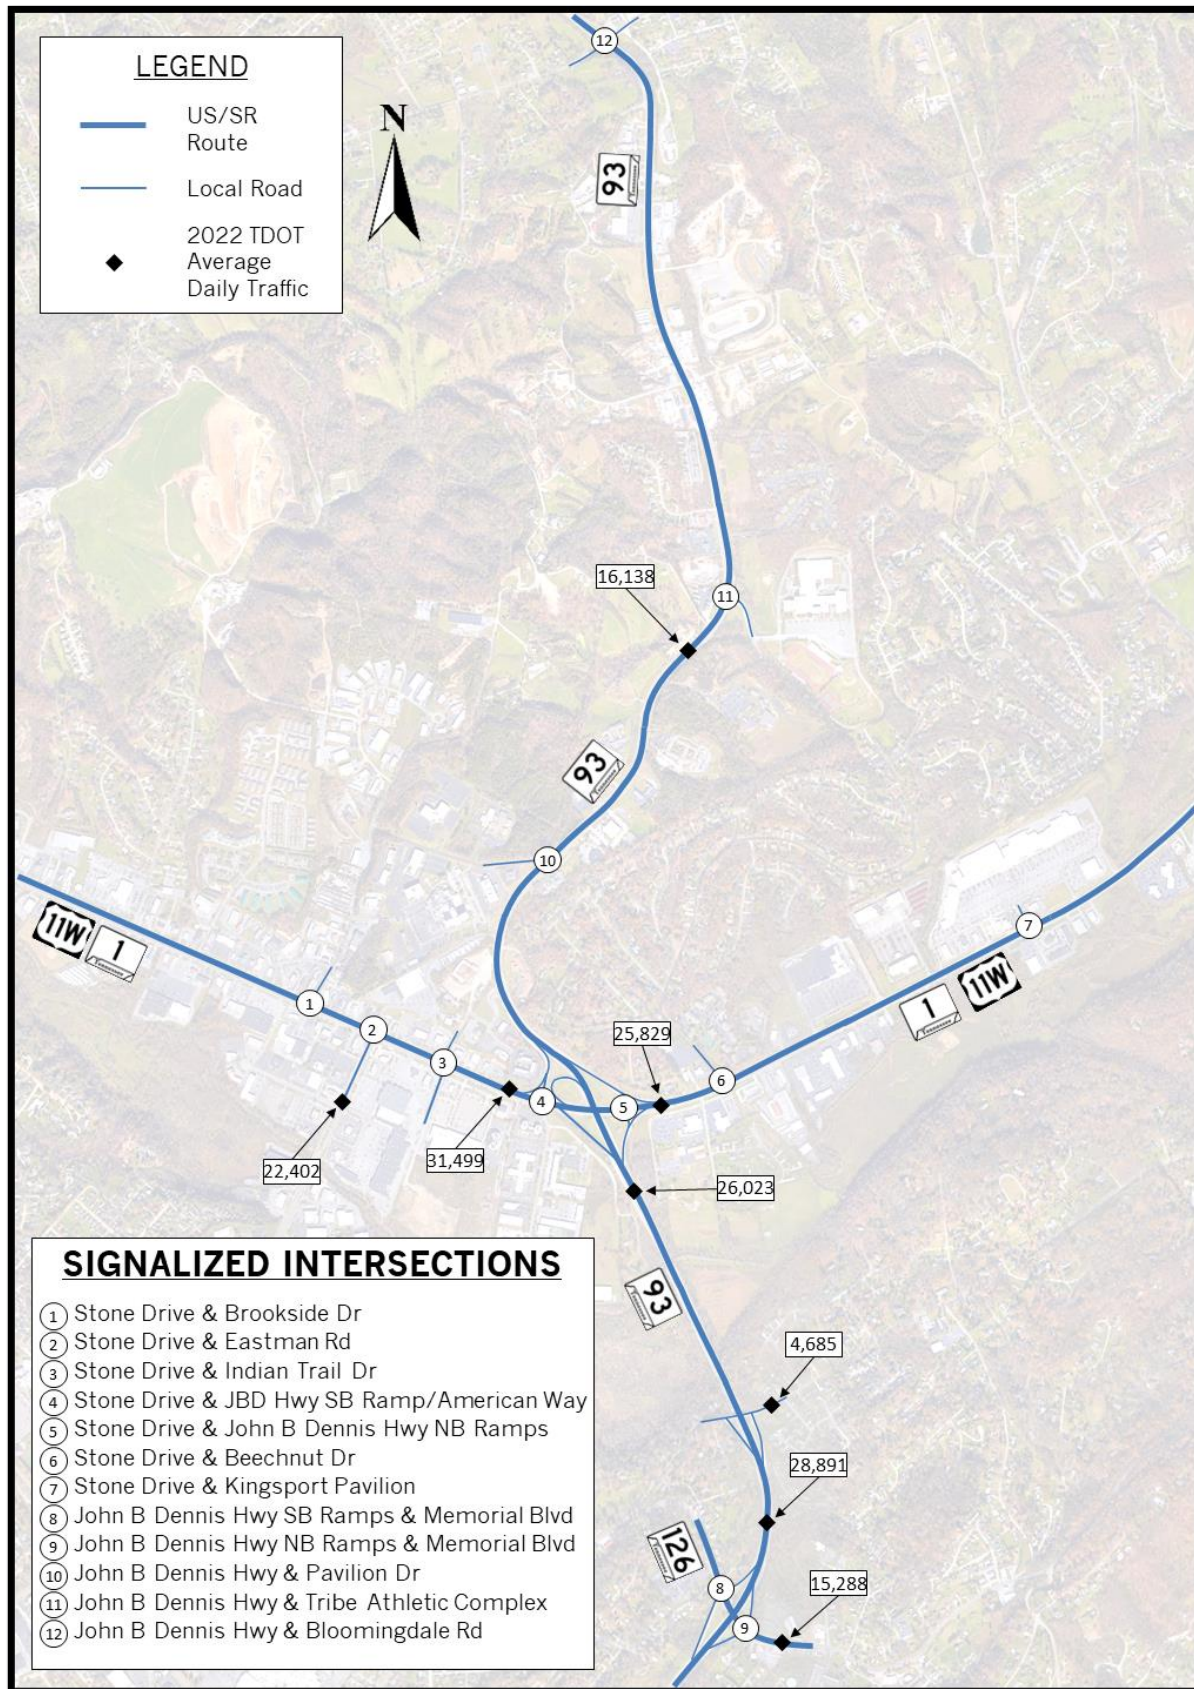 LEGEND
US/SR
Route
Local Road
2022 TDOT
Average
Daily Traffic
N
12
93
16,138
11
93
10
11W
1
7
1
11W
1
2
3
25,829
6
4
5
22,402
31,499
26,023
93
4,685
28,891
126
8
15,288
9
SIGNALIZED INTERSECTIONS
1 Stone Drive & Brookside Dr
2 Stone Drive & Eastman Rd
3 Stone Drive & Indian Trail Dr
4 Stone Drive & JBD Hwy SB Ramp/American Way
5 Stone Drive & John B Dennis Hwy NB Ramps
6 Stone Drive & Beechnut Dr
7 Stone Drive & Kingsport Pavilion
8 John B Dennis Hwy SB Ramps & Memorial Blvd
9 John B Dennis Hwy NB Ramps & Memorial Blvd
10 John B Dennis Hwy & Pavilion Dr
11 John B Dennis Hwy & Tribe Athletic Complex
12 John B Dennis Hwy & Bloomingdale Rd